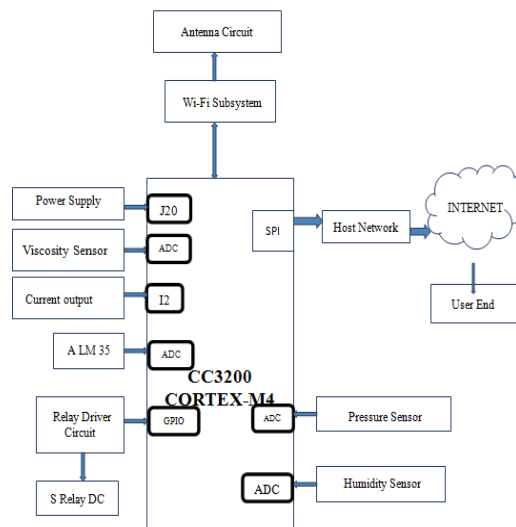 Antenna Circuit
Wi-Fi Subsystem
Power Supply
J20
Viscosity Sensor
ADC
SPI
Host Network
INTERNET
Current output
I2
User End
A LM 35
ADC
CC3200
CORTEX-M4
Relay Driver
Circuit
GPIO
ADC
Pressure Sensor
S Relay DC
ADC
Humidity Sensor